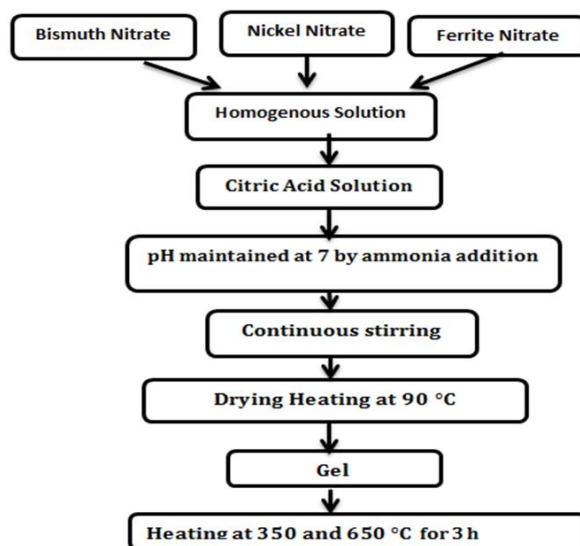 Bismuth Nitrate
Nickel Nitrate
Ferrite Nitrate
Homogenous Solution
Citric Acid Solution
pH maintained at 7 by ammonia addition
Continuous stirring
Drying Heating at 90 °C
Gel
Heating at 350 and 650 °C for 3h